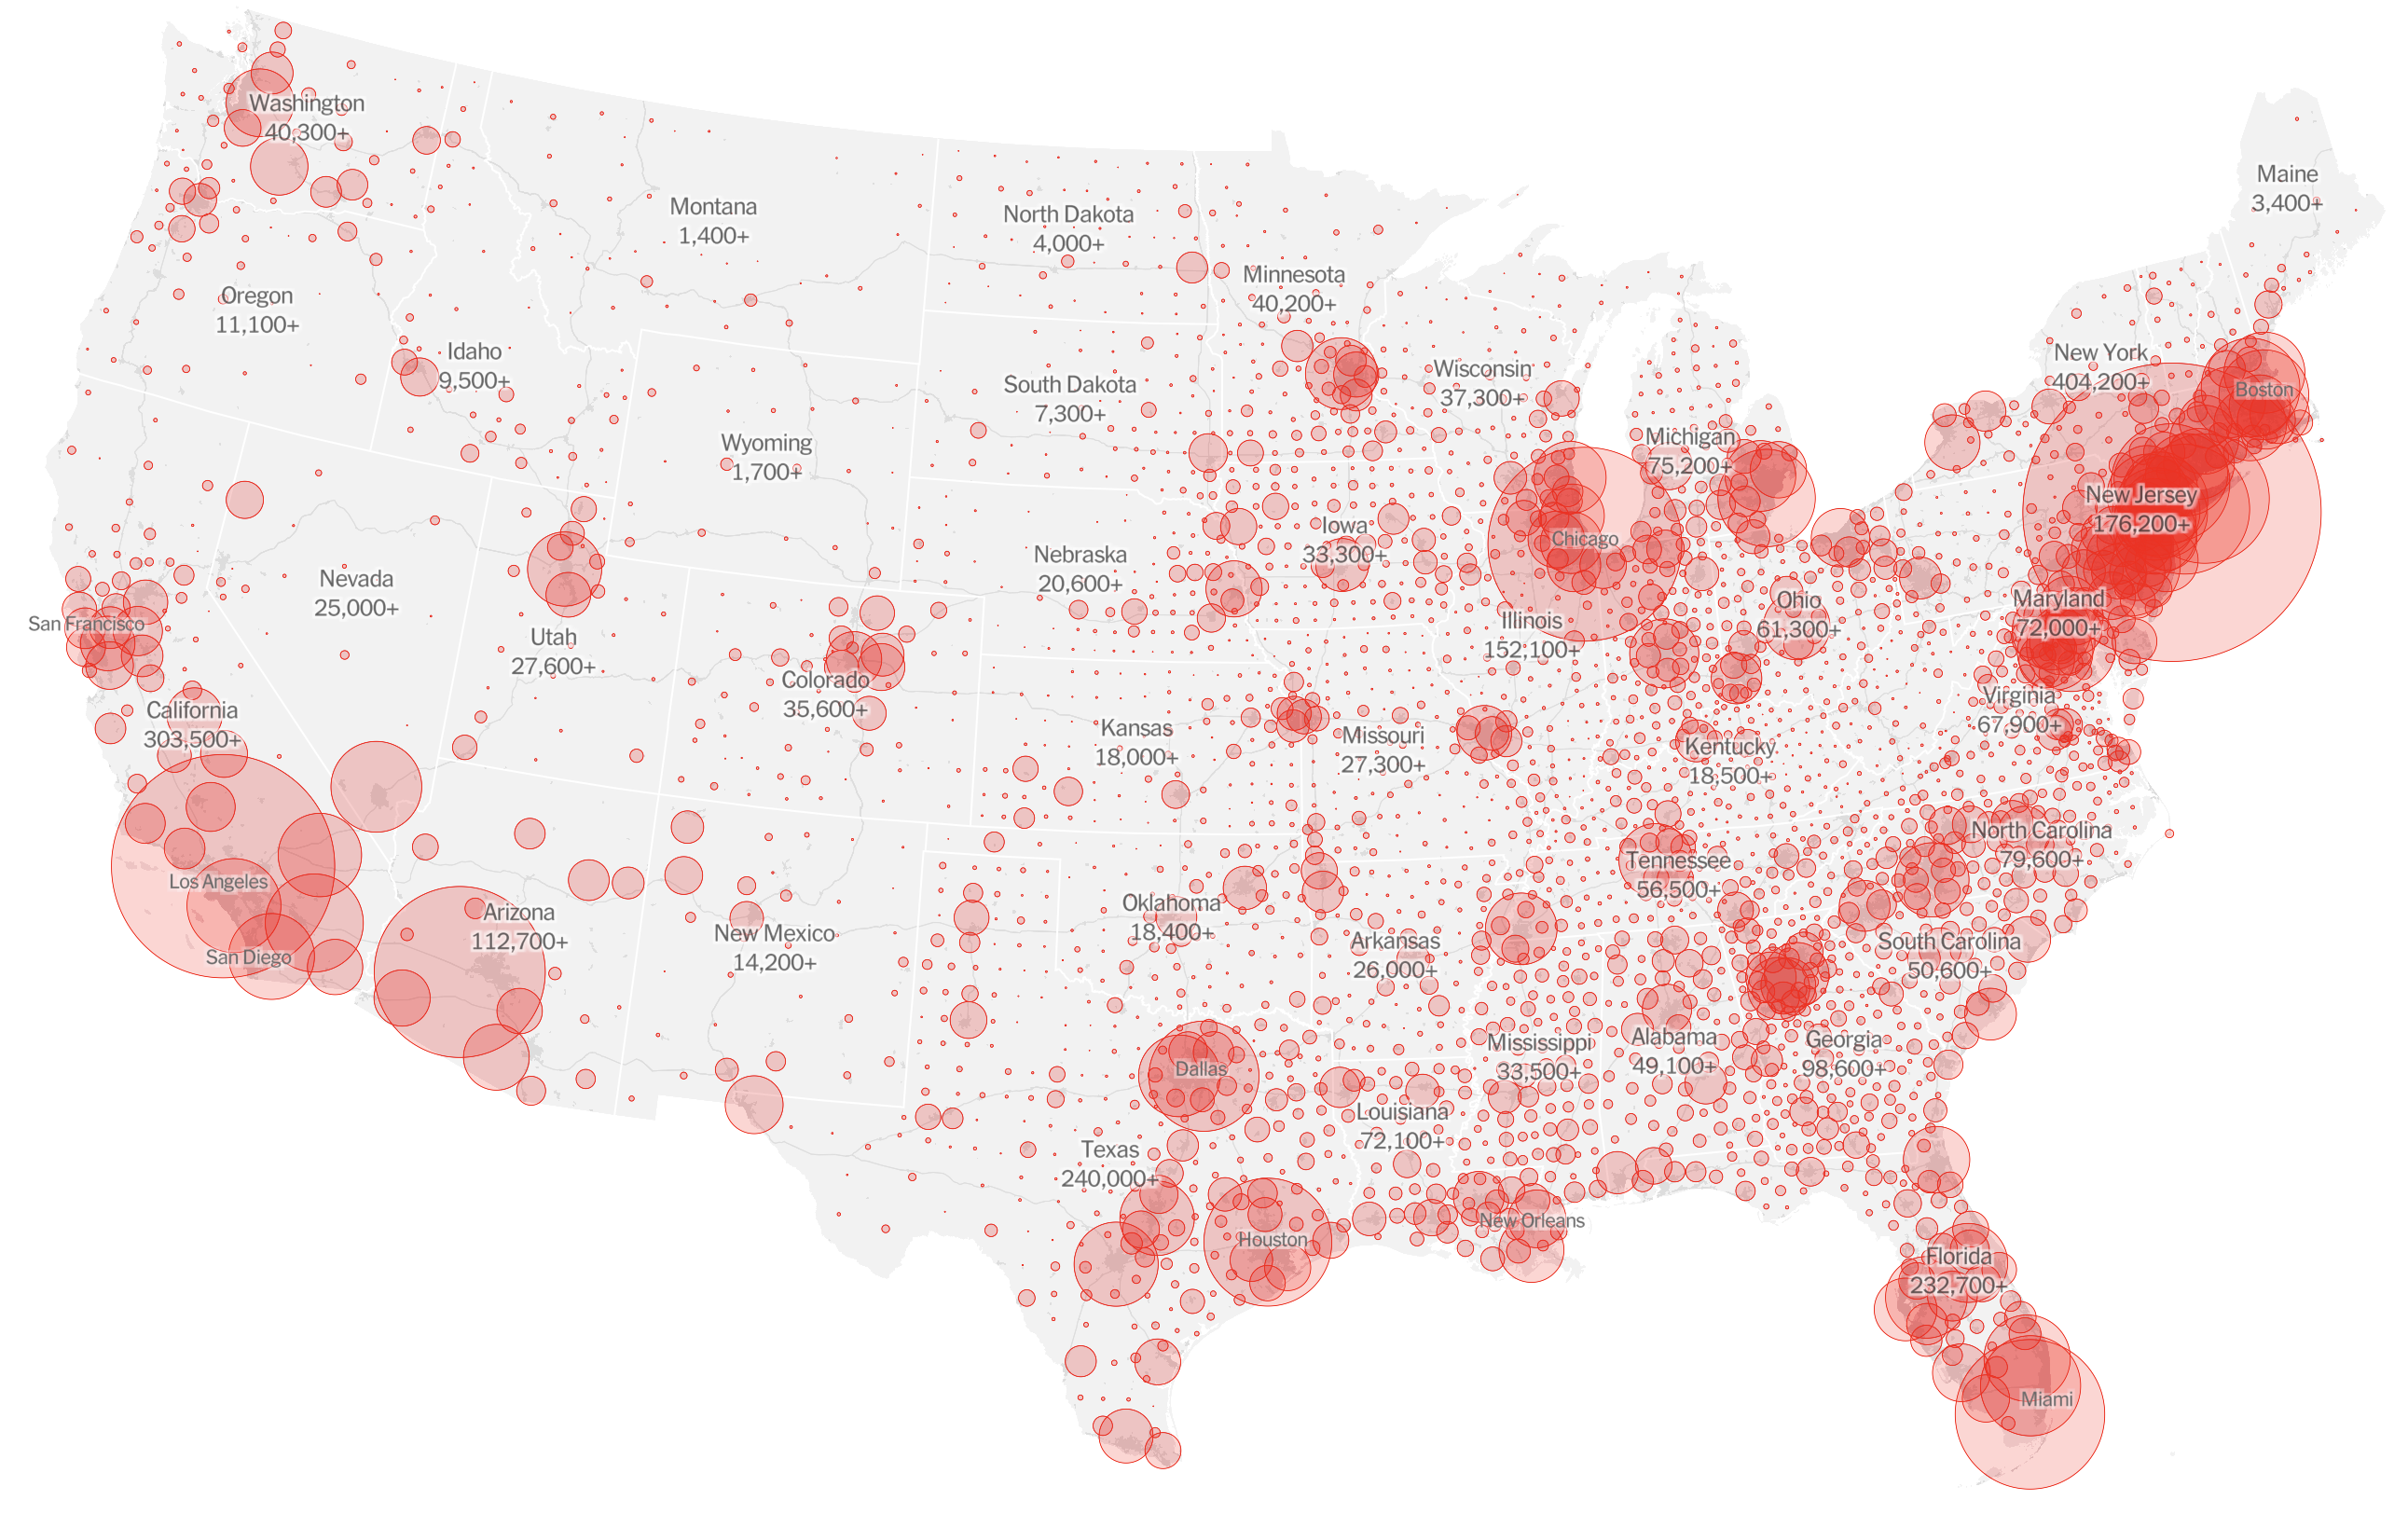 Washington
40,300+
Maine
3,400+
Montana
1,400+
North Dakota
4,000+
Minnesota
40,200+
Oregon
11,100+
Idaho
9,500+
New York
404,200+
Wisconsin
37,300+
South Dakota
7,300+
Boston
Wyoming
1,700+
Michigan
75,200+
New Jersey
176,200+
Iowa
33,300+
Chicago
Nebraska
20,600+
Nevada
25,000+
Ohio
61,300+
Maryland
72,000+
San Francisco
Utah
27,600+
Illinois
152,100+
Colorado
35,600+
Virginia
67,900+
California
303,500+
Kansas
18,000+
Missouri
27,300+
Kentucky
18,500+
North Carolina
79,600+
Tennessee
56,500+
Los Angeles
Arizona
112,700+
Oklahoma
18,400+
New Mexico
14,200+
Arkansas
26,000+
South Carolina
50,600+
San Diego
Mississippi
33,500+
Alabama
49,100+
Georgia
98,600+
Dallas
Louisiana
72,100+
Texas
240,000+
New Orleans
Houston
Florida
232,700+
Miami